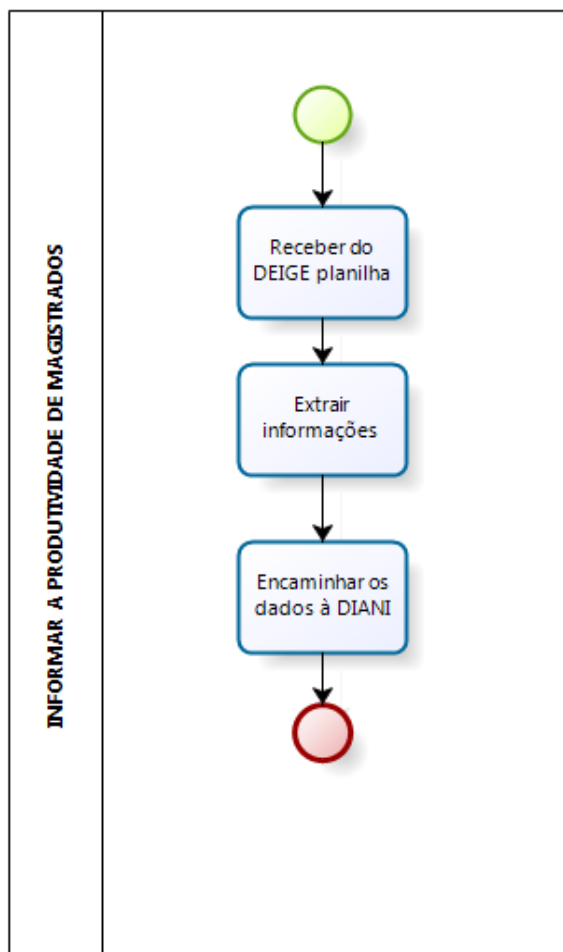 INFORMAR A PRODUTIVIDADE DE MAGISTRADOS
Receber do
DEIGE planilha
Extrair
informações
Encaminhar os
dados à DIANI